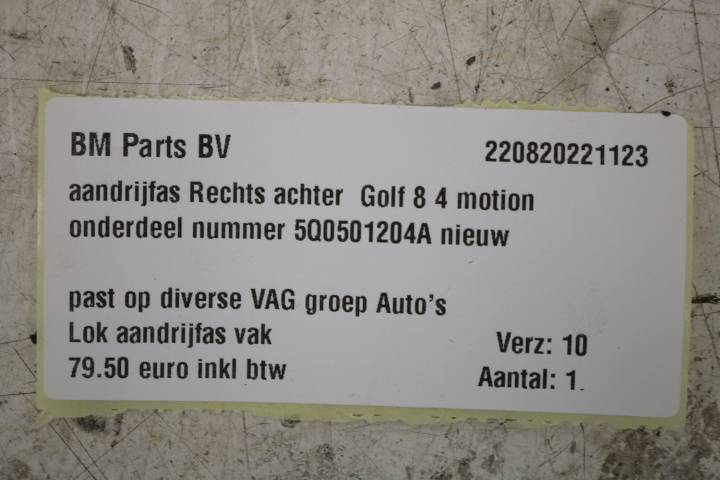 BM Parts BV 220820221123
aandrijfas Rechts achter Golf 8 4 motion
onderdeel nummer 5Q0501204A nieuw
past op diverse VAG groep Auto's
Lok aandrijfas vak Verz: 10
79.50 euro inkl btw Aantal: 1